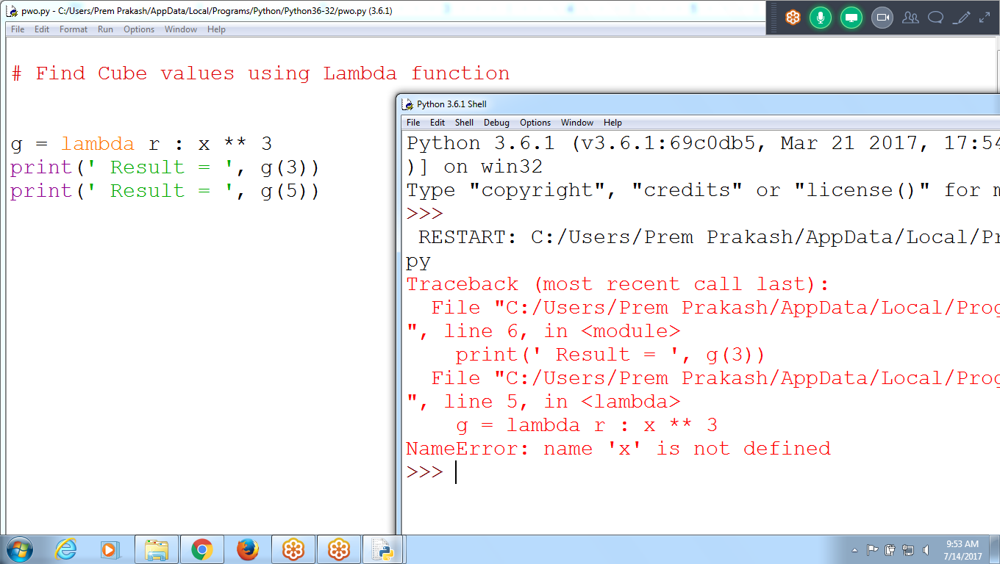 pwo.py - C:/Users/Prem Prakash/AppData/Local/Programs/Python/Python36-32/pwo.py (3.6.1)
File Edit Format Run Options Window Help
# Find Cube values using Lambda function
g = lambda r : x ** 3
print(' Result = ', g(3))
print(' Result = ', g(5))
Python 3.6.1 Shell
File Edit Shell Debug Options Window Help
Python 3.6.1 (v3.6.1:69c0db5, Mar 21 2017, 17:54
)] on win32
Type "copyright", "credits" or "license()" for m
>>>
RESTART: C:/Users/Prem Prakash/AppData/Local/Pr
py
Traceback (most recent call last):
File "C:/Users/Prem Prakash/AppData/Local/Prog
", line 6, in <module>
print(' Result = ', g(3))
File "C:/Users/Prem Prakash/AppData/Local/Prog
", line 5, in <lambda>
g = lambda r : x ** 3
NameError: name 'x' is not defined
>>>
9:53 AM
7/14/2017